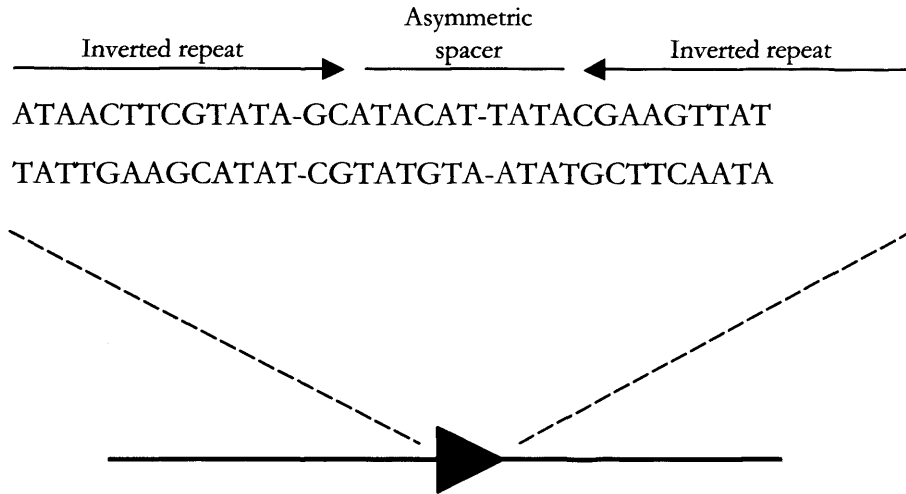 Asymmetric
Inverted repeat spacer Inverted repeat
ATAACTTCGTATA-GCATACAT-TATACGAAGTTAT
TATTGAAGCATAT-CGTATGTA-ATATGCTTCAATA